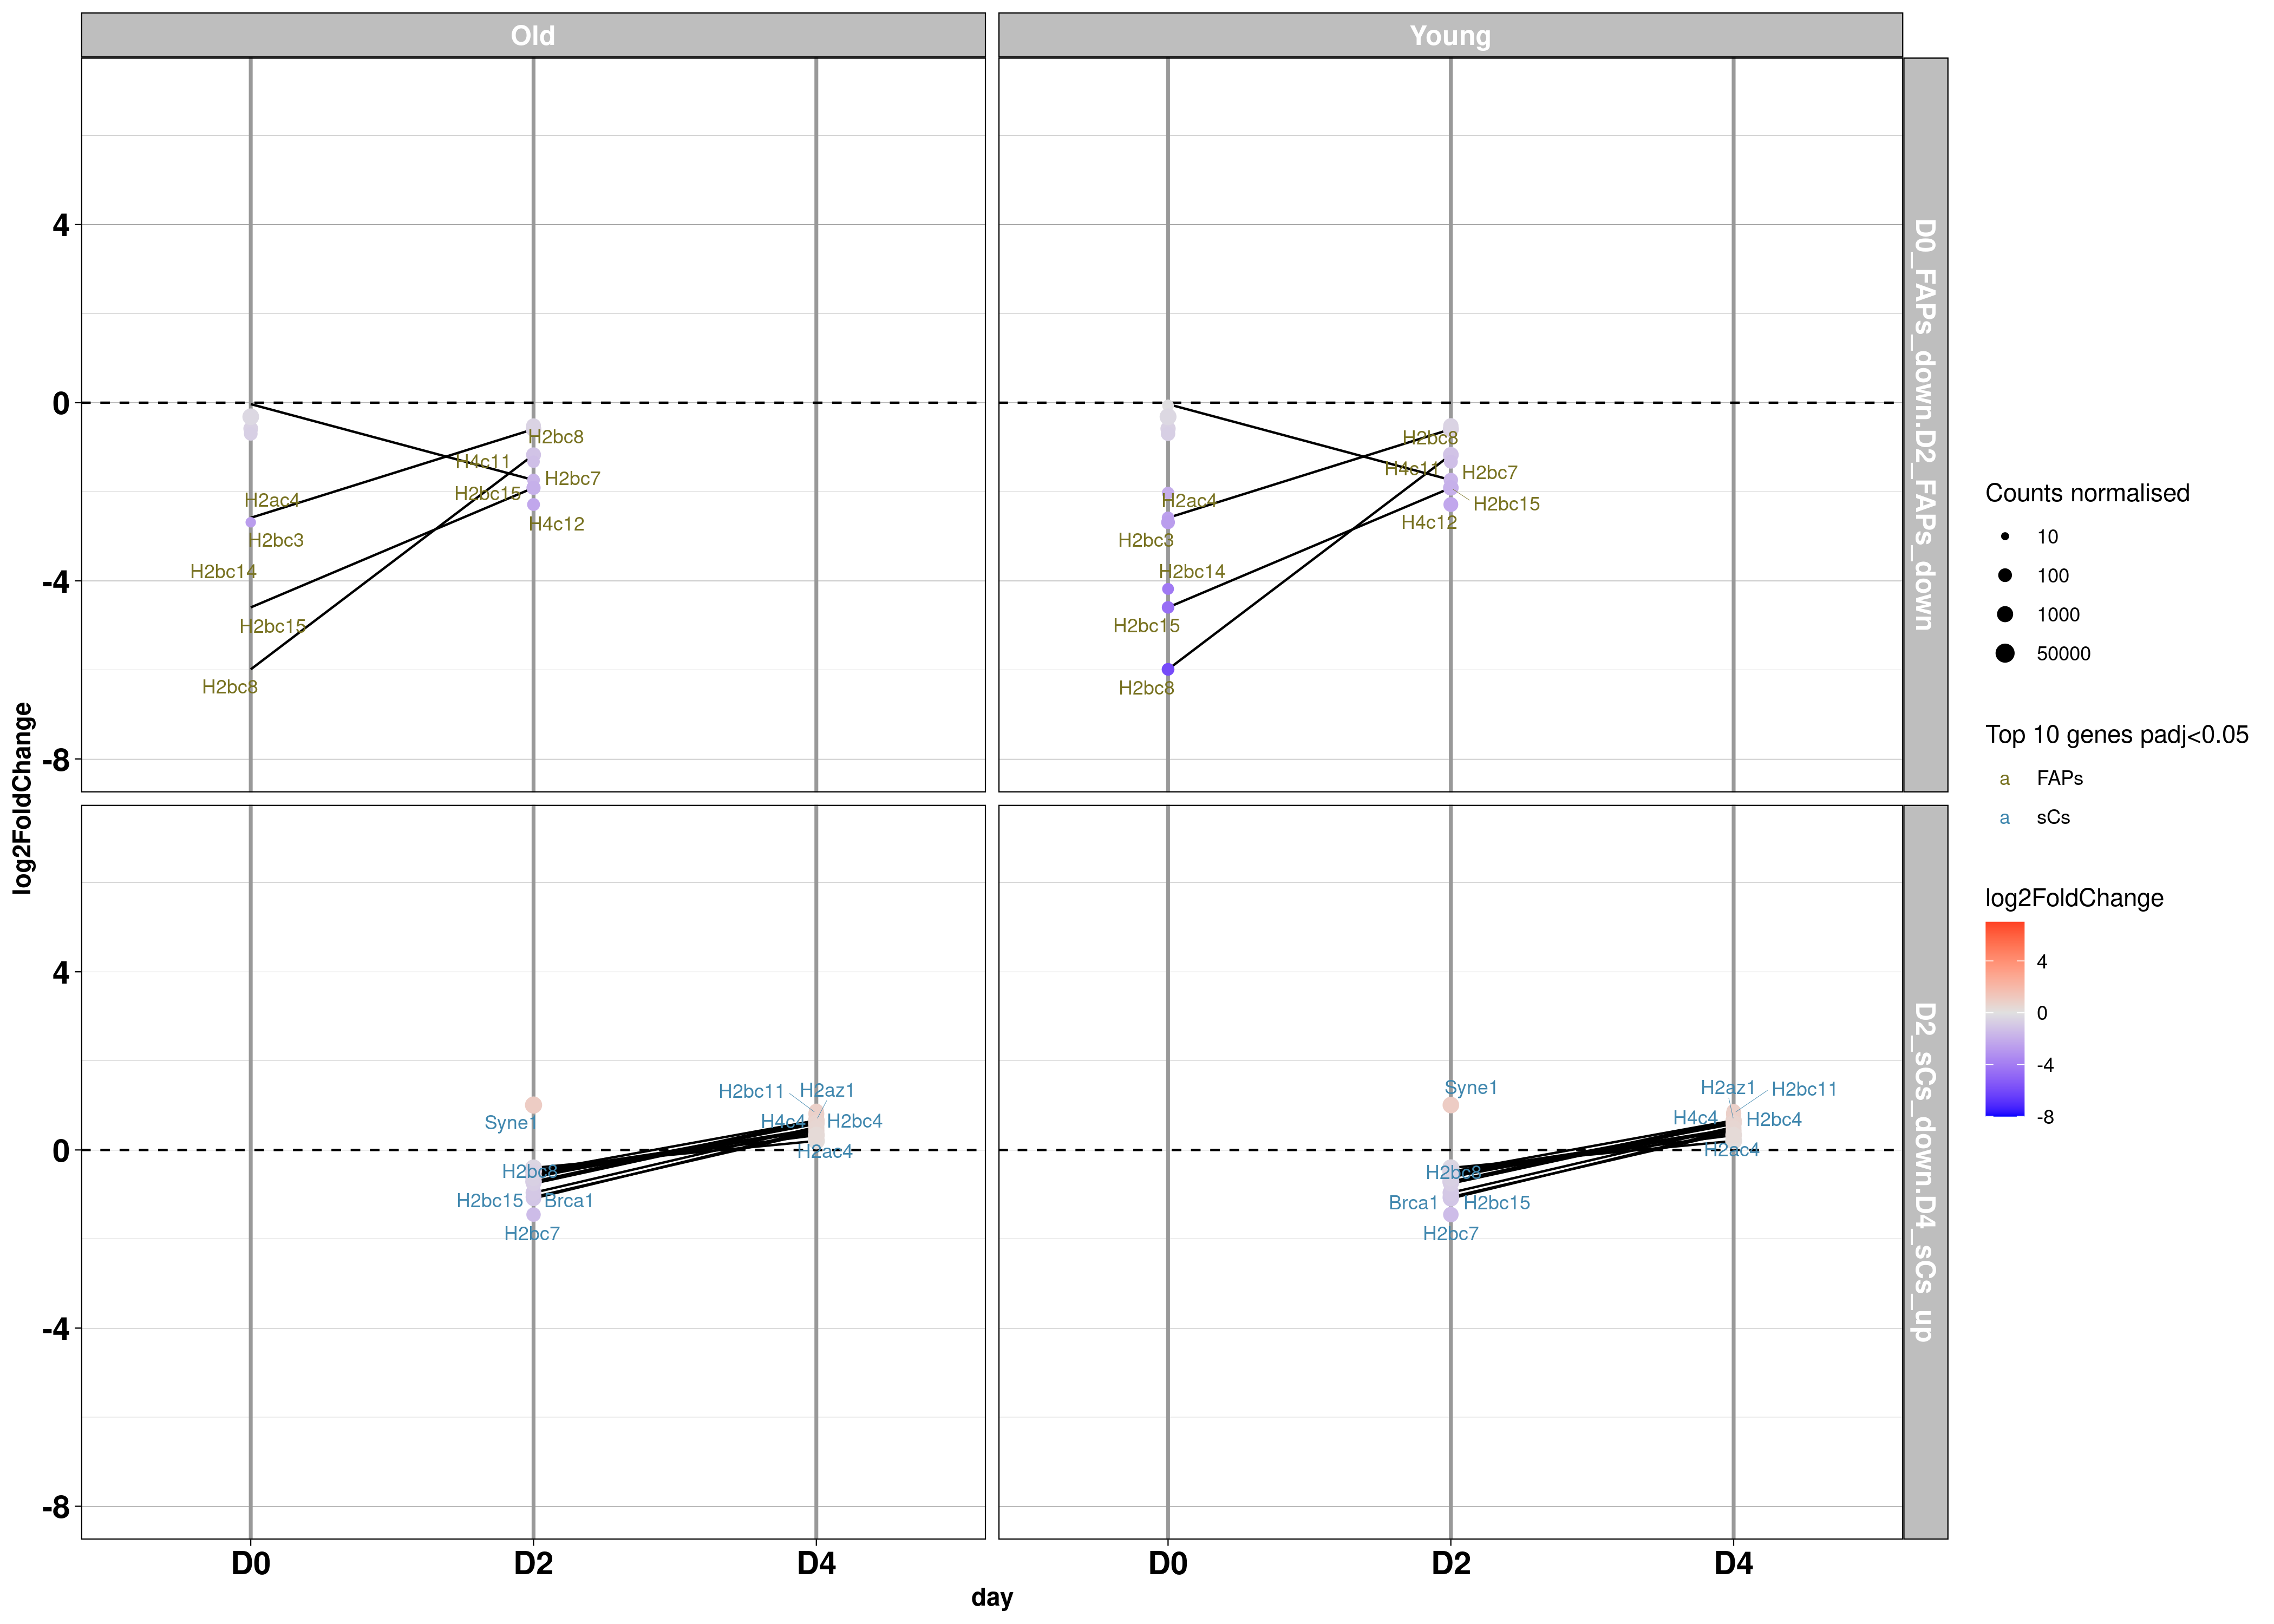 Old
Young
4
0
-4
-8
H2bc8
H4c11
H2bc7
H2ac4
H2bc15
H4c12
H2bc3
H2bc14
H2bc15
H2bc8
H2bc8
H4c11
H2bc7
H2ac4
H2bc15
H4c12
H2bc3
H2bc14
H2bc15
H2bc8
D0_FAPs_down.D2_FAPs_down
log2FoldChange
4
0
-4
-8
H2bc11
H2az1
Syne1
H4c4
H2bc4
H2ac4
H2bc8
H2bc15
Brca1
H2bc7
Syne1
H2az1
H2bc11
H4c4
H2bc4
H2ac4
H2bc8
Brca1
H2bc15
H2bc7
D2_sCs_down.D4_sCs_up
D0
D2
D4
D0
D2
D4
day
Counts normalised
10
100
1000
50000
Top 10 genes padj<0.05
a FAPs
a sCs
log2FoldChange
4
0
-4
-8